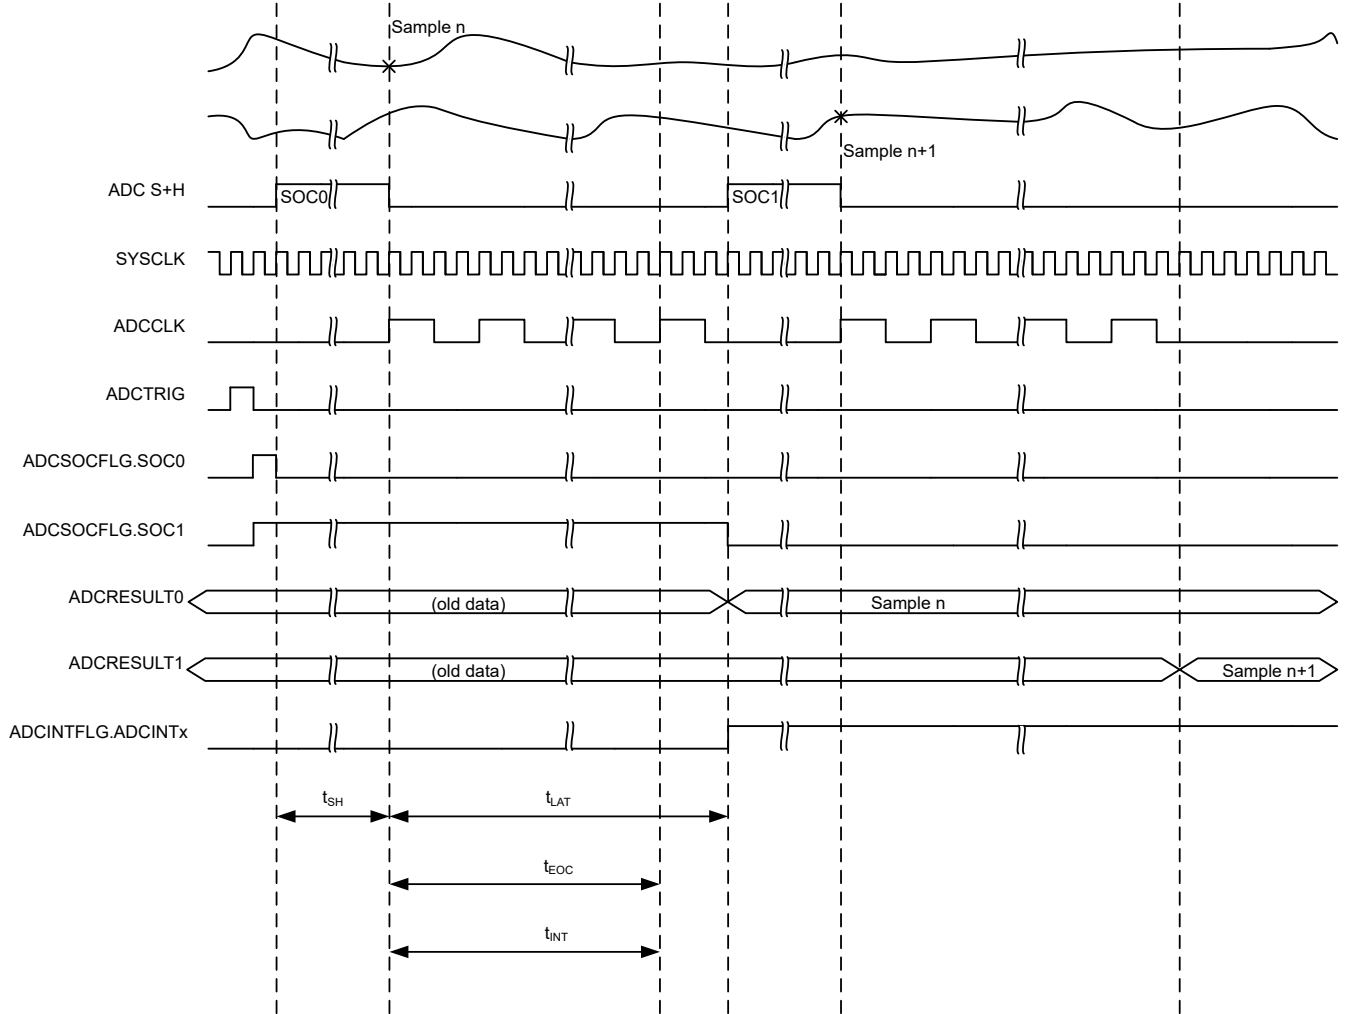 Sample n
Sample n+1
ADC S+H
SOC0
SOC1
SYSCLK
ADCCLK
ADCTRIG
ADCSOCFLG.SOC0
ADCSOCFLG.SOC1
ADCRESULT0
(old data)
Sample n
ADCRESULT1
(old data)
Sample n+1
ADCINTFLG.ADCINTx
tSH
tLAT
tEOC
tINT